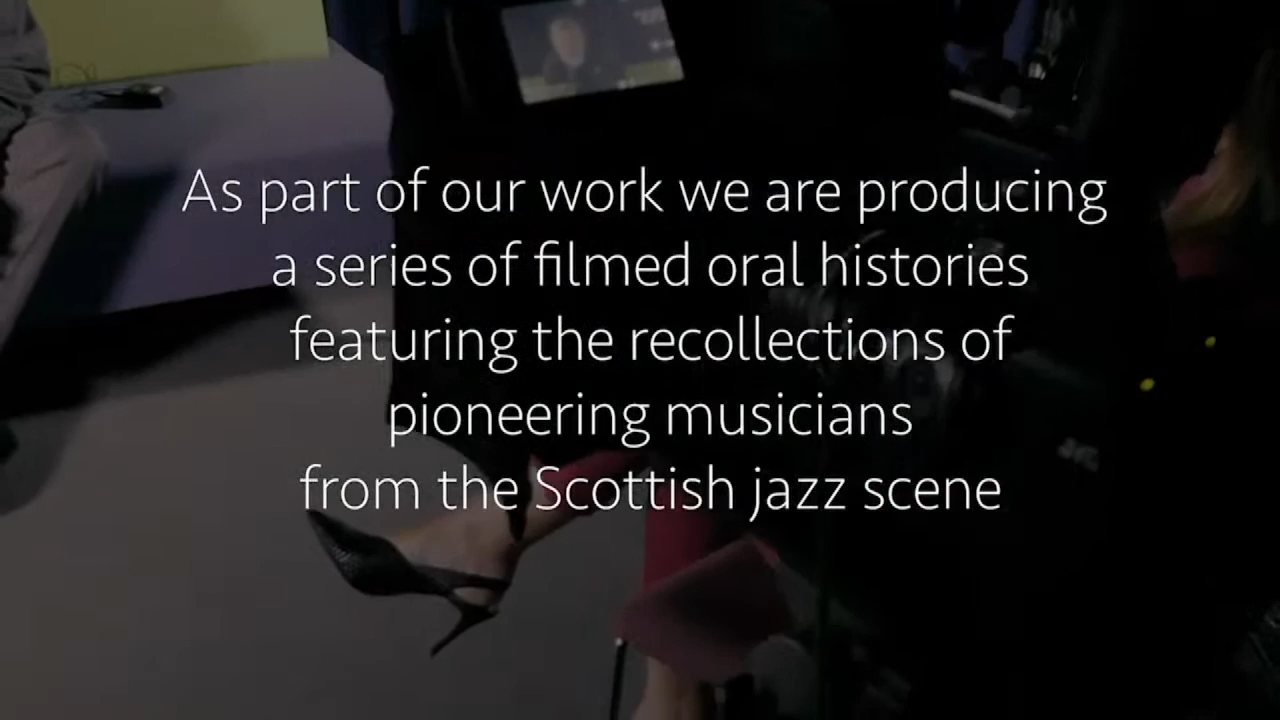 As part of our work we are producing
a series of filmed oral histories
featuring the recollections of
pioneering musicians
from the Scottish jazz scene
JVC